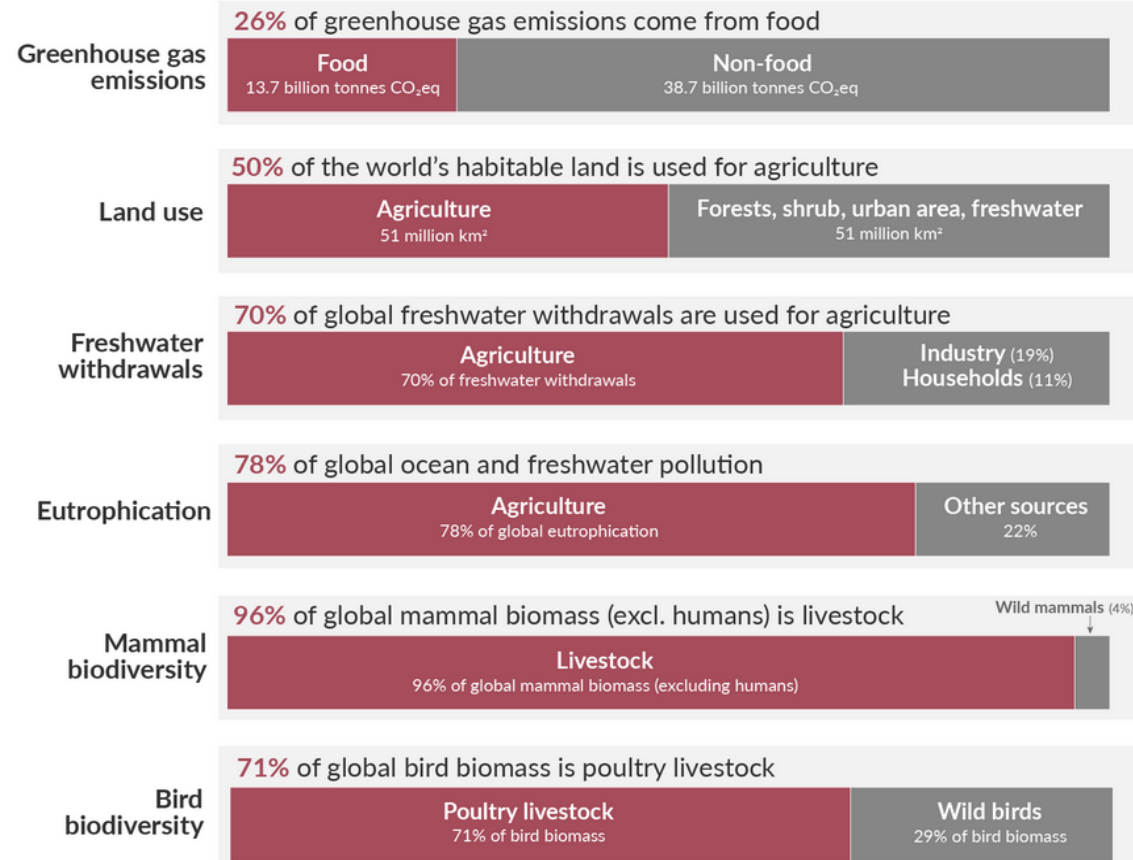 26% of greenhouse gas emissions come from food
Greenhouse gas
emissions
Food
13.7 billion tonnes CO₂eq
Non-food
38.7 billion tonnes CO₂eq
50% of the world’s habitable land is used for agriculture
Land use
Agriculture
51 million km²
Forests, shrub, urban area, freshwater
51 million km²
70% of global freshwater withdrawals are used for agriculture
Freshwater
withdrawals
Agriculture
70% of freshwater withdrawals
Industry (19%)
Households (11%)
78% of global ocean and freshwater pollution
Eutrophication
Agriculture
78% of global eutrophication
Other sources
22%
96% of global mammal biomass (excl. humans) is livestock
Wild mammals (4%)
Mammal
biodiversity
Livestock
96% of global mammal biomass (excluding humans)
71% of global bird biomass is poultry livestock
Bird
biodiversity
Poultry livestock
71% of bird biomass
Wild birds
29% of bird biomass